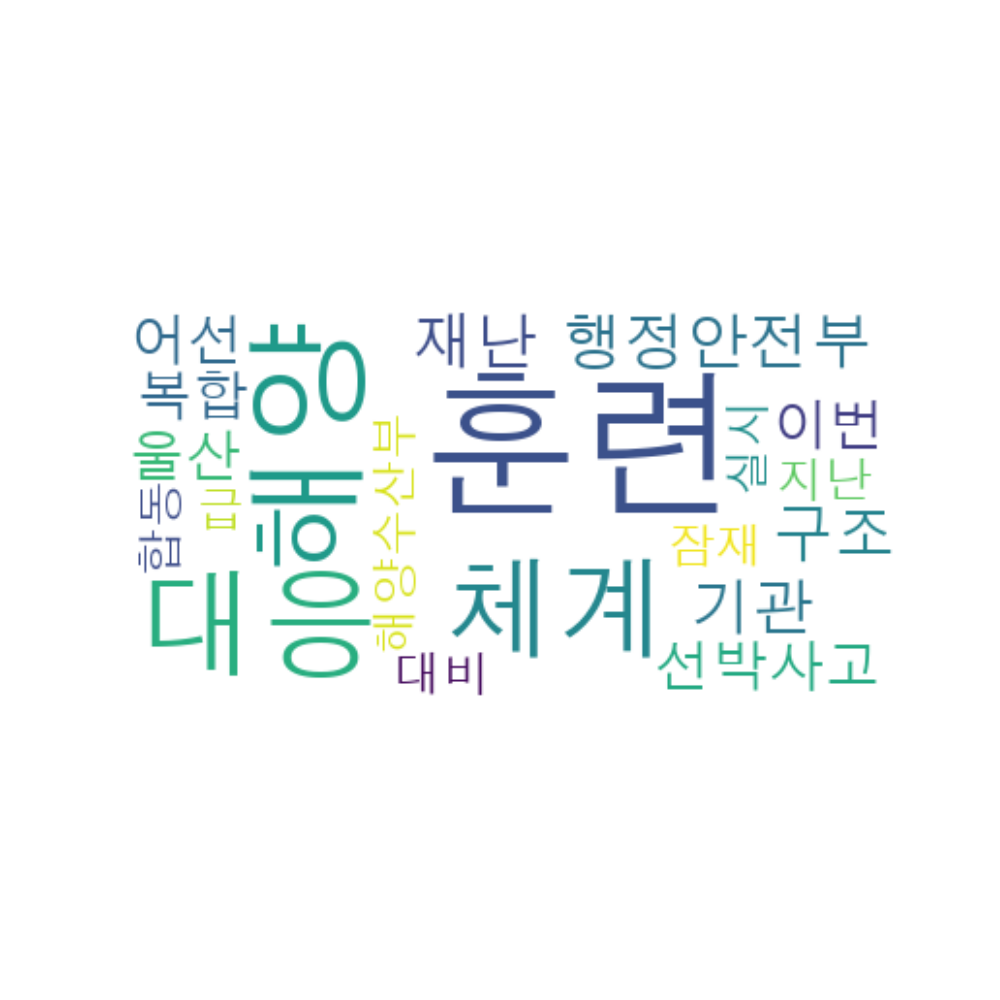 어선
재난
행정안전부
해양
복합
훈련
실시
이번
울산
해양수산부
지난
급
합동
구조
잠재
대
응
체계
기관
선박사고
대비